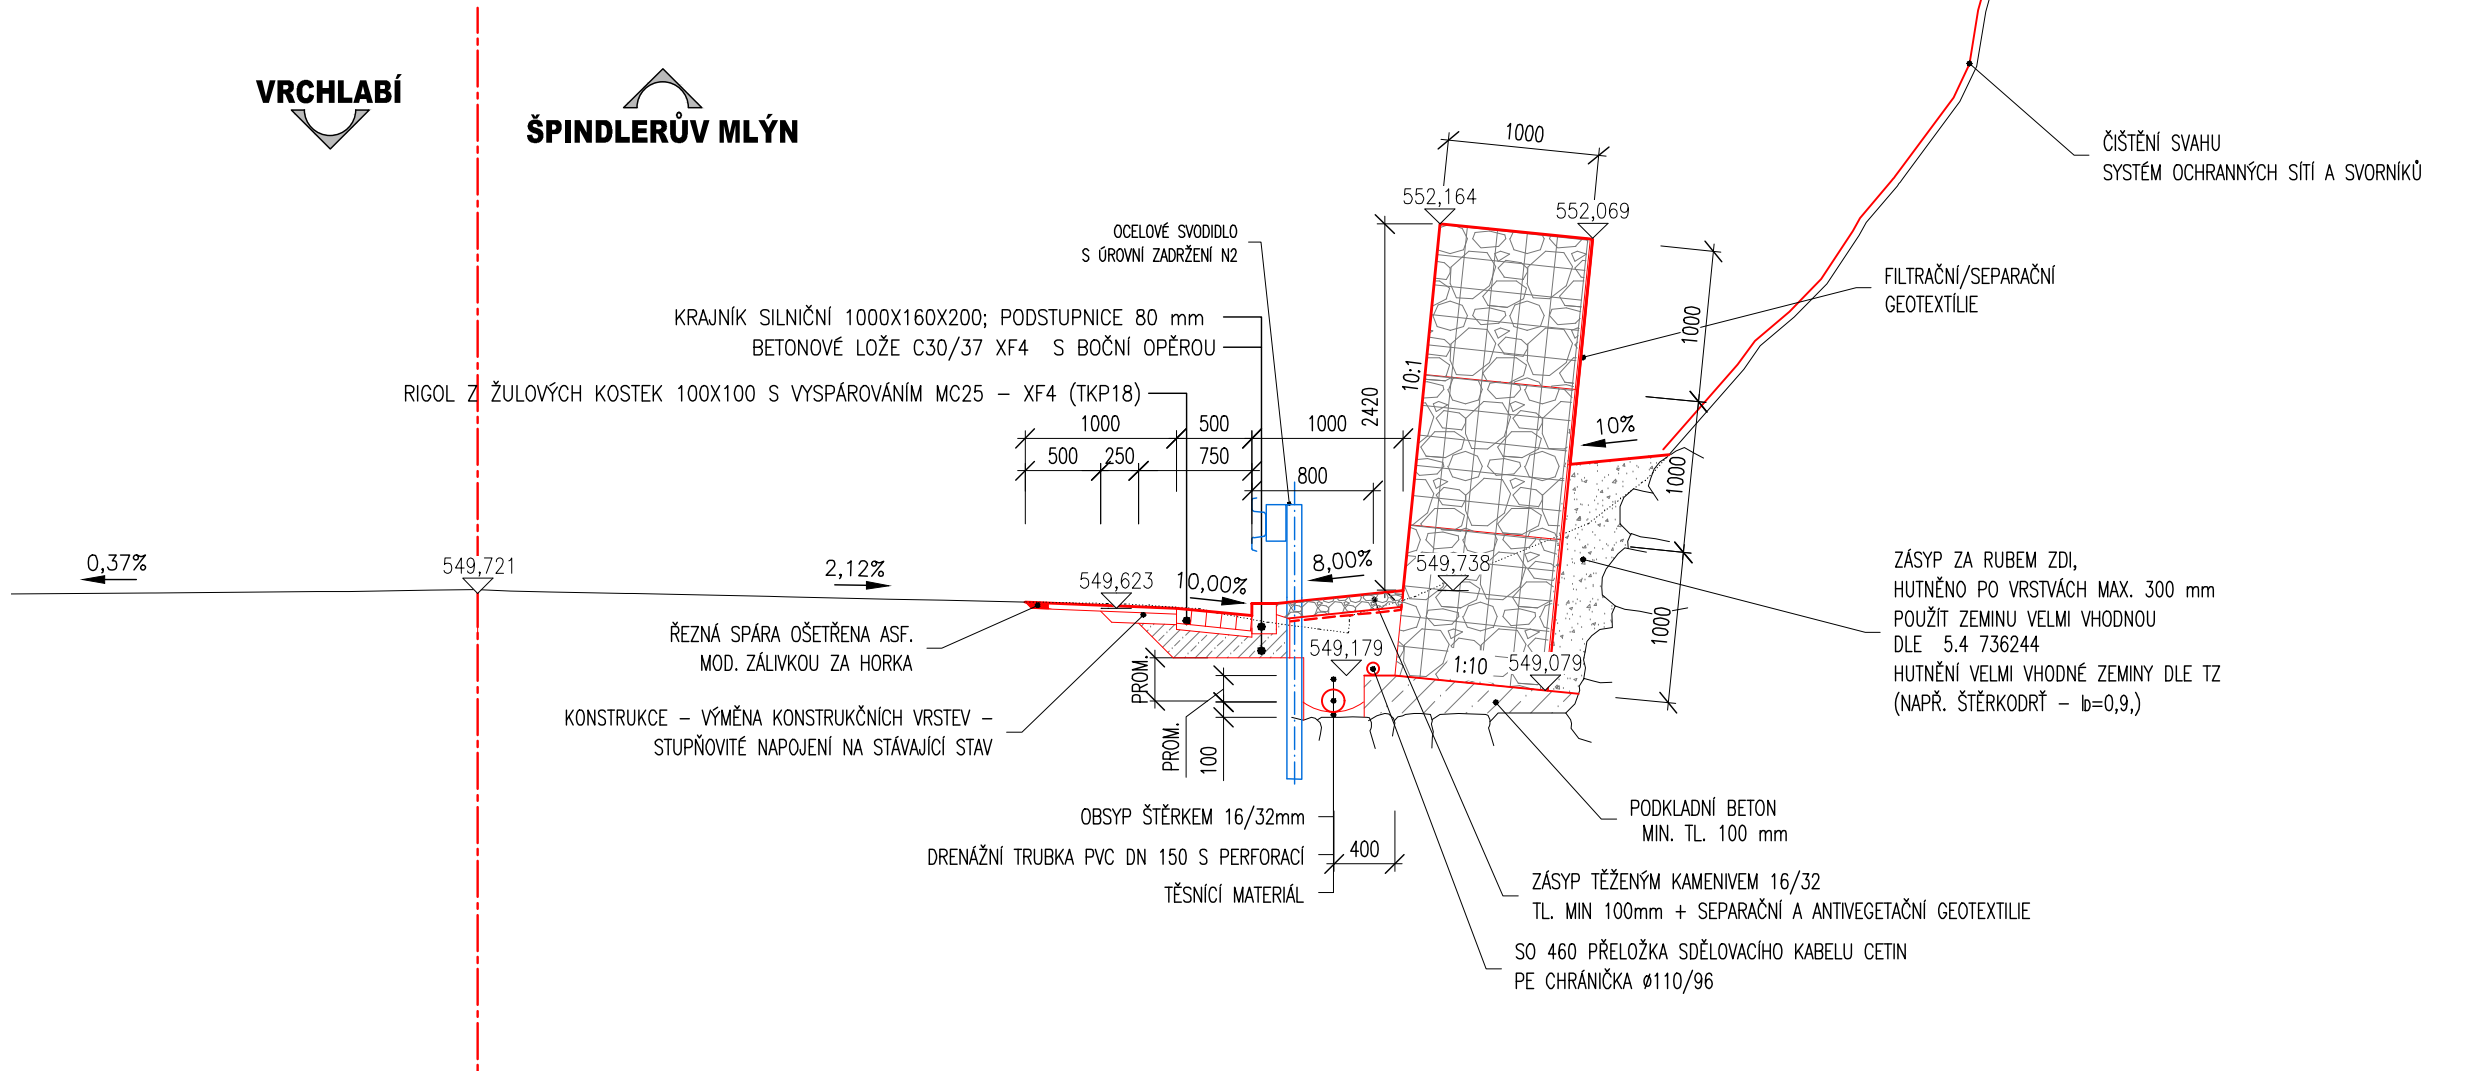 VRCHLABÍ
ŠPINDLERŮV MLÝN
1000
552,164
552,069
ČIŠTĚNÍ SVAHU
SYSTÉM OCHRANNÝCH SÍTÍ A SVORNÍKŮ
OCELOVÉ SVODIDLO
S ÚROVNÍ ZADRŽENÍ N2
FILTRAČNÍ/SEPARAČNÍ
GEOTEXTÍLIE
KRAJNÍK SILNIČNÍ 1000X160X200; PODSTUPNICE 80 mm
BETONOVÉ LOŽE C30/37 XF4 S BOČNÍ OPĚROU
RIGOL Z ŽULOVÝCH KOSTEK 100X100 S VYSPÁROVÁNÍM MC25 – XF4 (TKP18)
1000
500
1000
500
250
750
800
2420
10:1
10%
1000
1000
1000
0,37%
549,721
2,12%
549,623
10,00%
8,00%
549,738
549,179
1:10
549,079
ŘEZNÁ SPÁRA OŠETŘENA ASF.
MOD. ZÁLIVKOU ZA HORKA
KONSTRUKCE – VÝMĚNA KONSTRUKČNÍCH VRSTEV –
STUPŇOVITÉ NAPOJENÍ NA STÁVAJÍCÍ STAV
PROM.
PROM.
100
ZÁSYP ZA RUBEM ZDI,
HUTNĚNO PO VRSTVÁCH MAX. 300 mm
POUŽÍT ZEMINU VELMI VHODNOU
DLE 5.4 736244
HUTNĚNÍ VELMI VHODNÉ ZEMINY DLE TZ
(NAPŘ. ŠTĚRKODRŤ – ID=0,9,)
OBSYP ŠTĚRKEM 16/32mm
DRENÁŽNÍ TRUBKA PVC DN 150 S PERFORACÍ
TĚSNÍCÍ MATERIÁL
400
PODKLADNÍ BETON
MIN. TL. 100 mm
ZÁSYP TĚŽENÝM KAMENIVEM 16/32
TL. MIN 100mm + SEPARAČNÍ A ANTIVEGETAČNÍ GEOTEXTILIE
SO 460 PŘELOŽKA SDĚLOVACÍHO KABELU CETIN
PE CHRÁNIČKA ø110/96